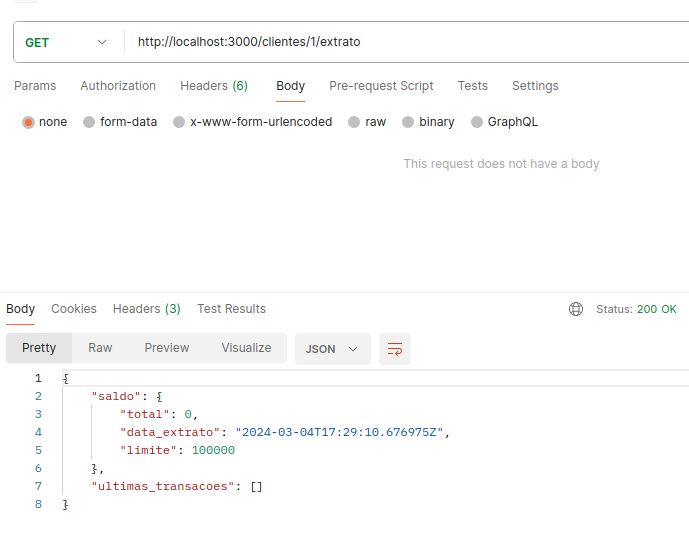 GET http://localhost:3000/clientes/1/extrato
Params Authorization Headers (6) Body Pre-request Script Tests Settings
none form-data x-www-form-urlencoded raw binary GraphQL
This request does not have a body
Body Cookies Headers (3) Test Results Status: 200 OK
Pretty Raw Preview Visualize JSON
1 {
2 "saldo": {
3 "total": 0,
4 "data_extrato": "2024-03-04T17:29:10.676975Z",
5 "limite": 100000
6 },
7 "ultimas_transacoes": []
8 }